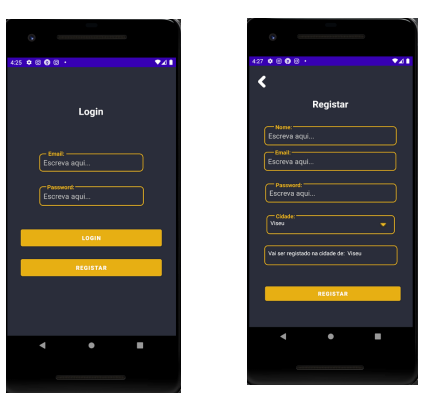 4:25
Login
Email:
Escreva aqui...
Password:
Escreva aqui...
LOGIN
REGISTAR
4:27
Registar
Nome:
Escreva aqui...
Email:
Escreva aqui...
Password:
Escreva aqui...
Cidade:
Viseu
Vai ser registado na cidade de: Viseu
REGISTAR